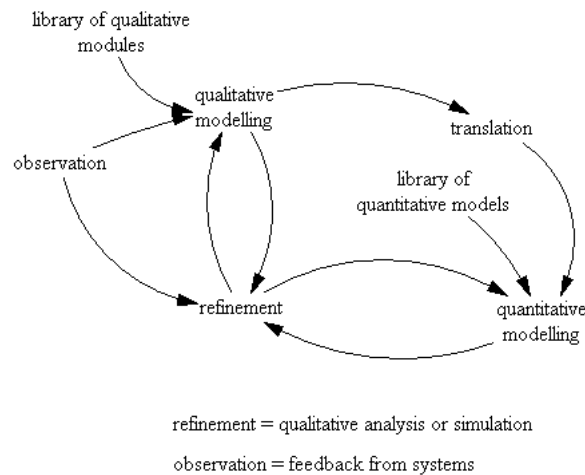 library of qualitative
modules
qualitative
modelling
translation
observation
library of
quantitative models
refinement
quantitative
modelling
refinement = qualitative analysis or simulation
observation = feedback from systems